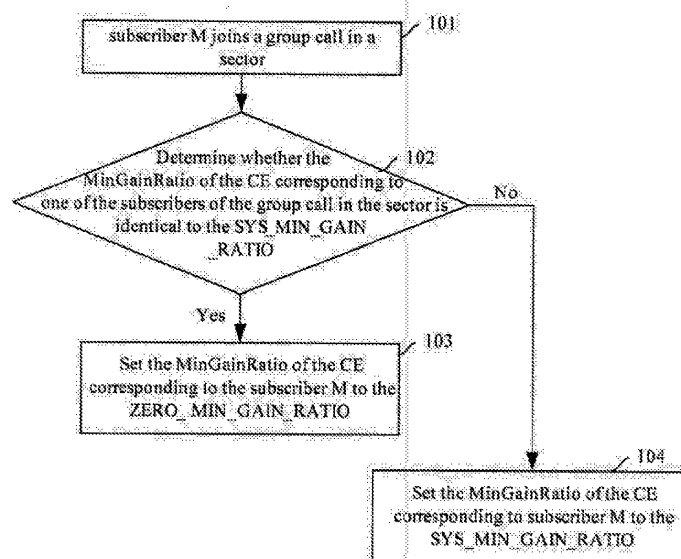 101
subscriber M joins a group call in a
sector
102
Determine whether the
MinGainRatio of the CE corresponding to
one of the subscribers of the group call in the sector is
identical to the SYS_MIN_GAIN
_RATIO
No
Yes
103
Set the MinGainRatio of the CE
corresponding to the subscriber M to the
ZERO_ MIN_GAIN_RATIO
104
Set the MinGainRatio of the CE
corresponding to subscriber M to the
SYS_MIN_GAIN_RATIO